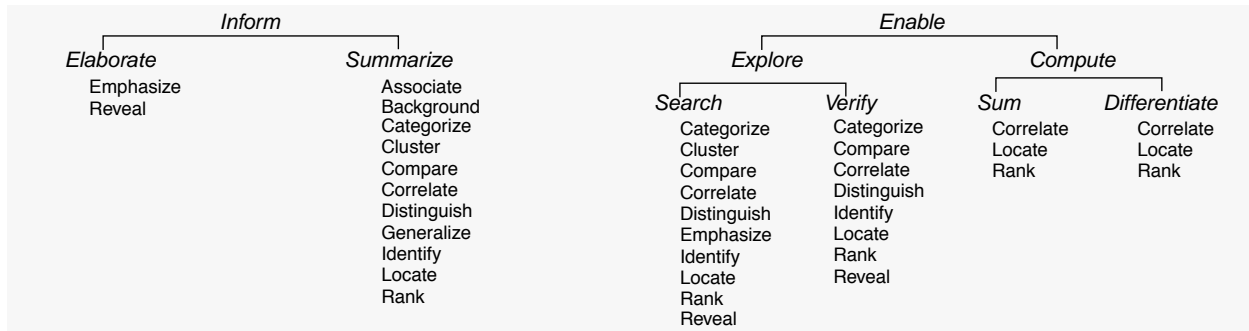 Inform
Elaborate
Emphasize
Reveal
Summarize
Associate
Background
Categorize
Cluster
Compare
Correlate
Distinguish
Generalize
Identify
Locate
Rank
Enable
Explore
Search
Categorize
Cluster
Compare
Correlate
Distinguish
Emphasize
Identify
Locate
Rank
Reveal
Verify
Categorize
Compare
Correlate
Distinguish
Identify
Locate
Rank
Reveal
Compute
Sum
Correlate
Locate
Rank
Differentiate
Correlate
Locate
Rank